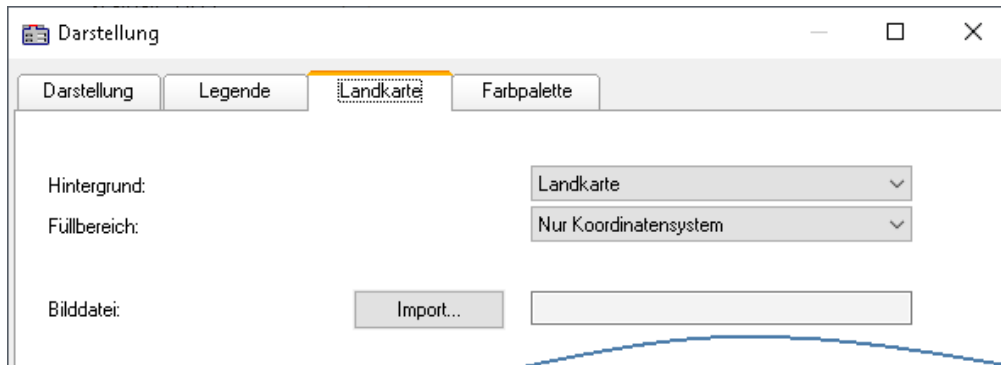 Darstellung
Darstellung Legende Landkarte Farbpalette
Hintergrund: Landkarte
Füllbereich: Nur Koordinatensystem
Bilddatei: Import...